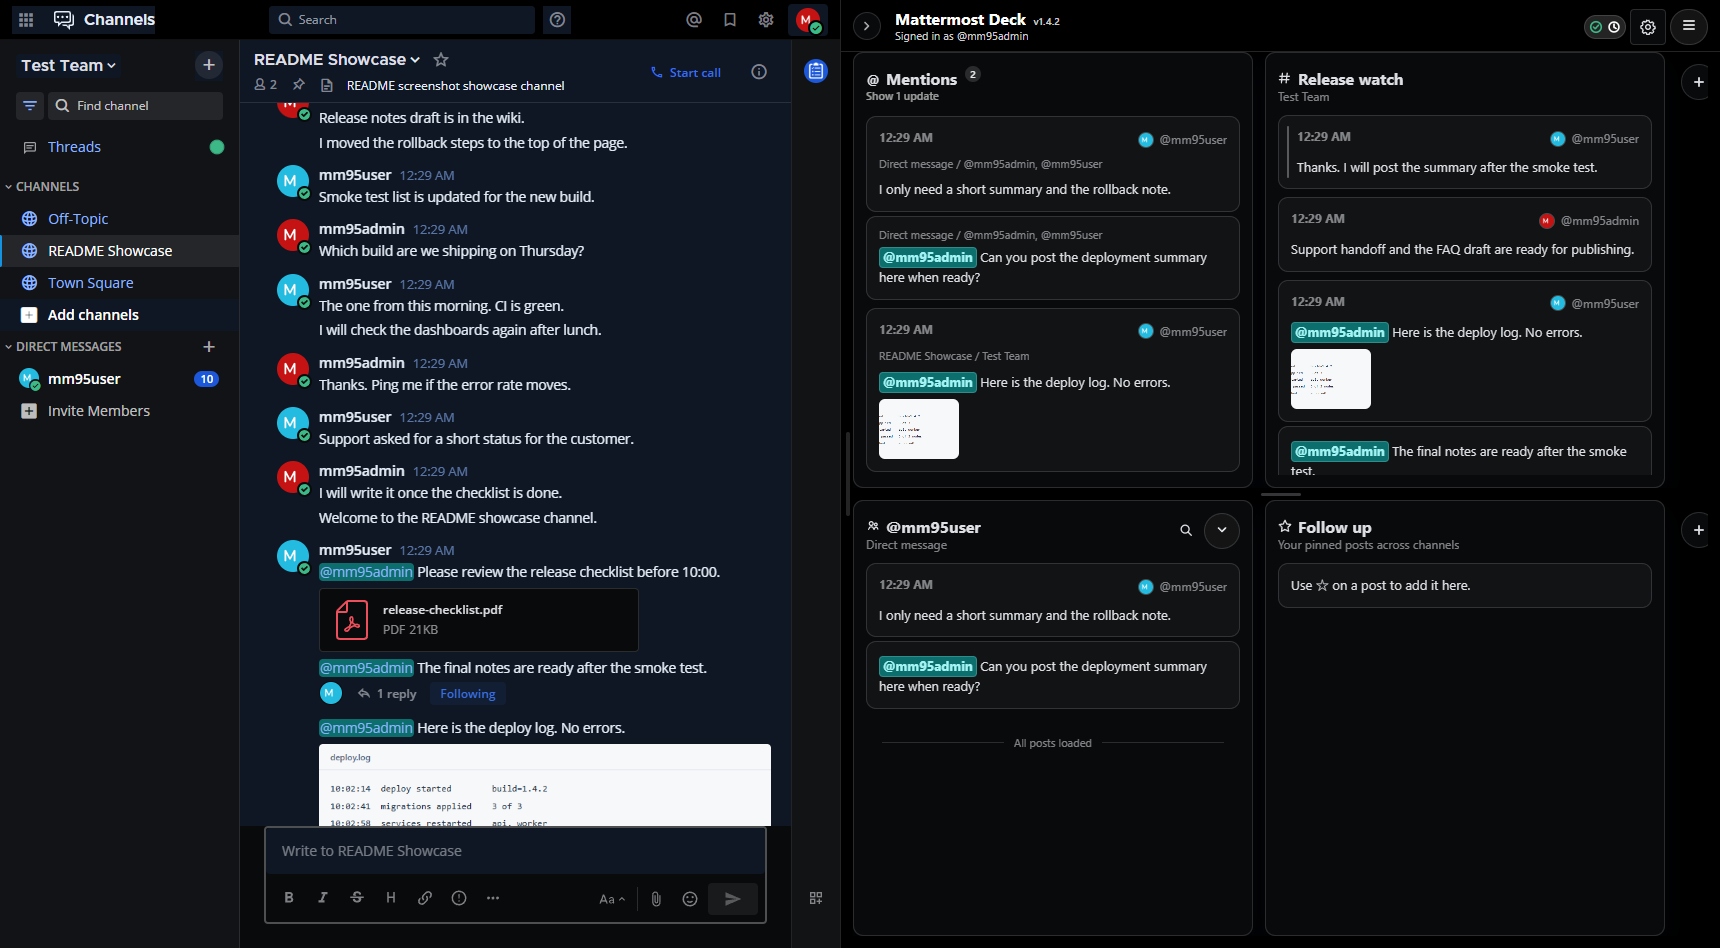 Channels
Search
M
Test Team
Find channel
Threads
CHANNELS
Off-Topic
README Showcase
Town Square
Add channels
DIRECT MESSAGES
M mm95user 10
Invite Members
README Showcase
2 README screenshot showcase channel
Start call
M
Release notes draft is in the wiki.
I moved the rollback steps to the top of the page.
M mm95user 12:29 AM
Smoke test list is updated for the new build.
M mm95admin 12:29 AM
Which build are we shipping on Thursday?
M mm95user 12:29 AM
The one from this morning. CI is green.
I will check the dashboards again after lunch.
M mm95admin 12:29 AM
Thanks. Ping me if the error rate moves.
M mm95user 12:29 AM
Support asked for a short status for the customer.
M mm95admin 12:29 AM
I will write it once the checklist is done.
Welcome to the README showcase channel.
M mm95user 12:29 AM
@mm95admin Please review the release checklist before 10:00.
release-checklist.pdf
PDF 21KB
@mm95admin The final notes are ready after the smoke test.
M 1 reply Following
@mm95admin Here is the deploy log. No errors.
deploy.log
10:02:14 deploy started build=1.4.2
10:02:41 migrations applied 3 of 3
10:02:58 services restarted api, worker
Write to README Showcase
B I S H Aa
Mattermost Deck v1.4.2
Signed in as @mm95admin
@ Mentions 2
Show 1 update
12:29 AM M @mm95user
Direct message / @mm95admin, @mm95user
I only need a short summary and the rollback note.
Direct message / @mm95admin, @mm95user
@mm95admin Can you post the deployment summary
here when ready?
12:29 AM M @mm95user
README Showcase / Test Team
@mm95admin Here is the deploy log. No errors.
# Release watch
Test Team
12:29 AM M @mm95user
Thanks. I will post the summary after the smoke test.
12:29 AM M @mm95admin
Support handoff and the FAQ draft are ready for publishing.
12:29 AM M @mm95user
@mm95admin Here is the deploy log. No errors.
@mm95admin The final notes are ready after the smoke
test.
@mm95user
Direct message
12:29 AM M @mm95user
I only need a short summary and the rollback note.
@mm95admin Can you post the deployment summary
here when ready?
All posts loaded
Follow up
Your pinned posts across channels
Use ☆ on a post to add it here.